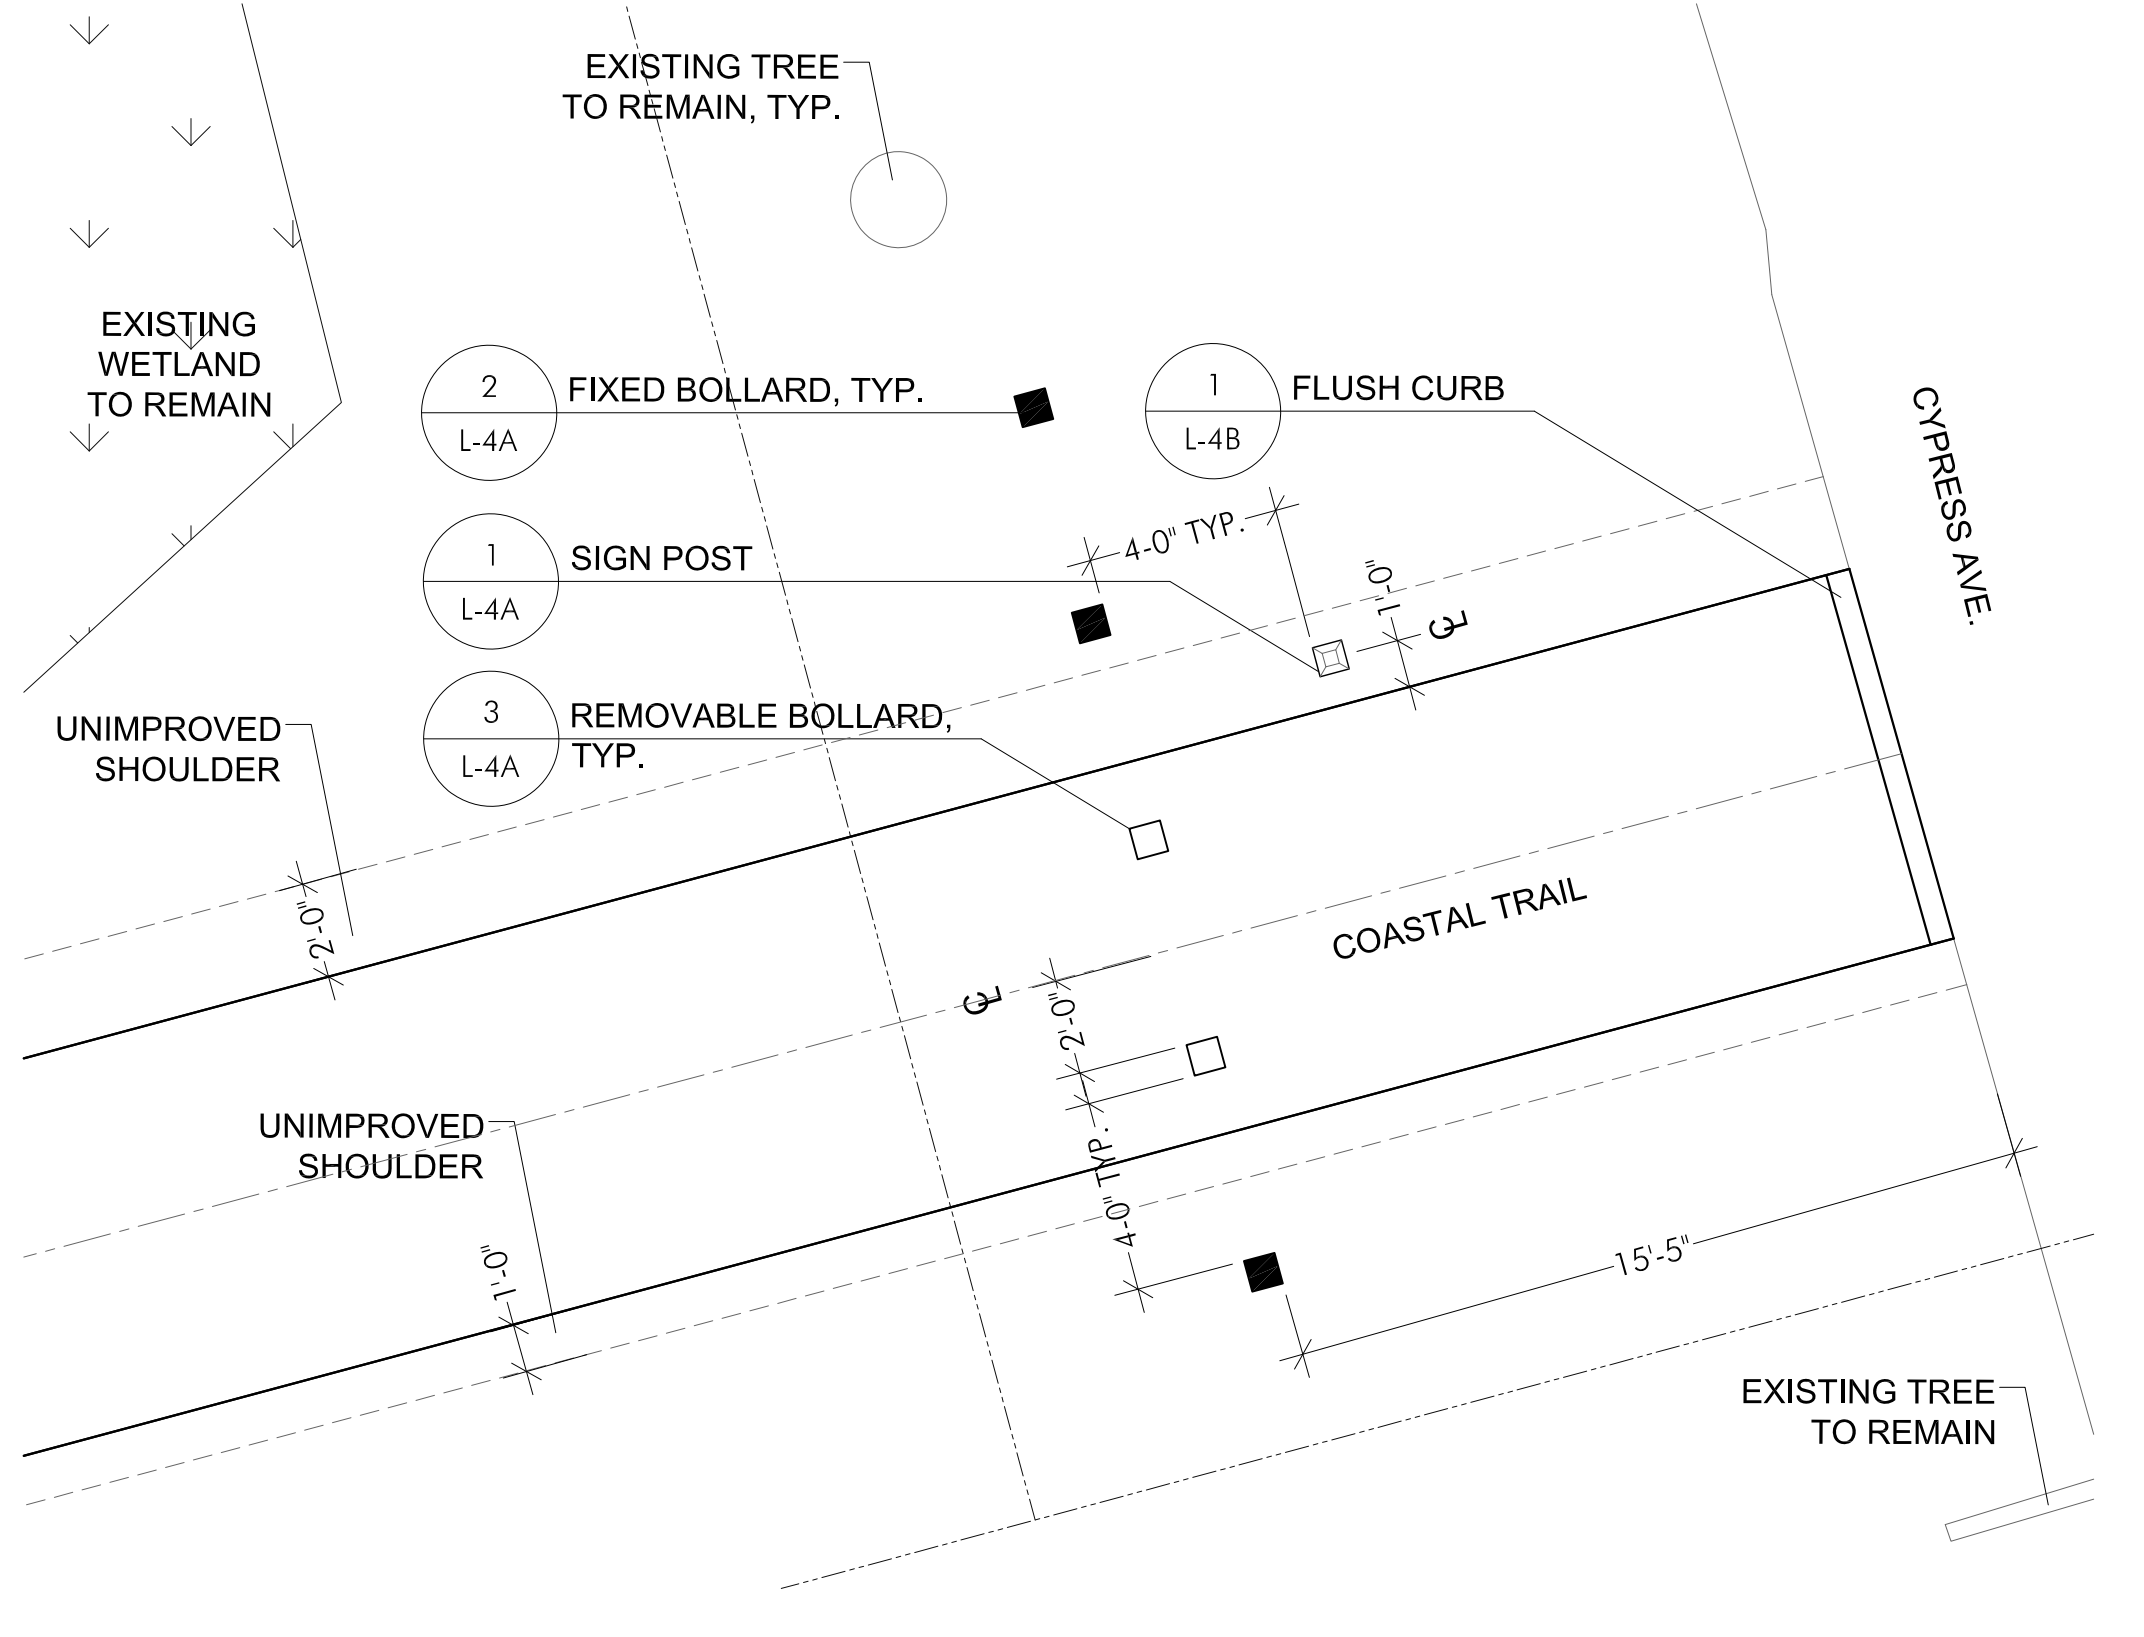 EXISTING TREE
TO REMAIN, TYP.
EXISTING
WETLAND
TO REMAIN
2
L-4A
FIXED BOLLARD, TYP.
1
L-4B
FLUSH CURB
CYPRESS AVE.
1
L-4A
SIGN POST
4-0" TYP.
1'-0"
CL
3
L-4A
REMOVABLE BOLLARD,
TYP.
UNIMPROVED
SHOULDER
2'-0"
COASTAL TRAIL
CL
2'-0"
UNIMPROVED
SHOULDER
4-0" TYP.
1'-0"
15'-5"
EXISTING TREE
TO REMAIN